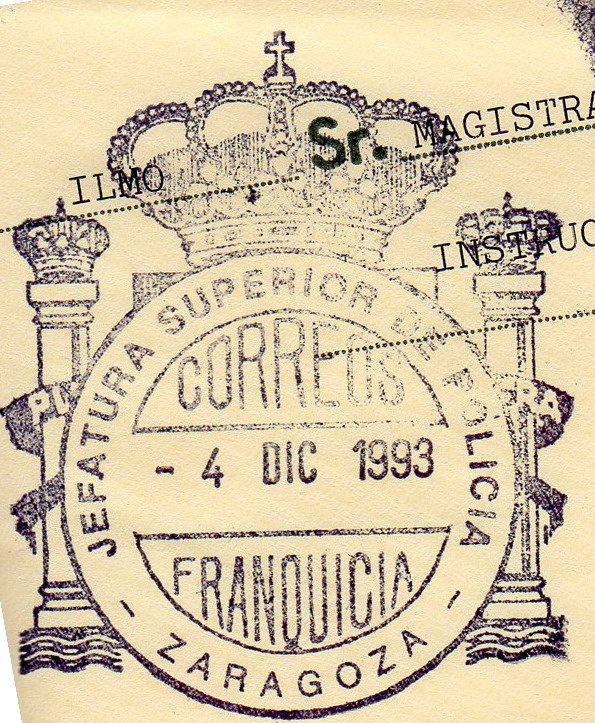 ILMO Sr. MAGISTRA
INSTRUC
JEFATURA SUPERIOR DE POLICIA
CORREOS
- 4 DIC 1993
FRANQUICIA
- ZARAGOZA -